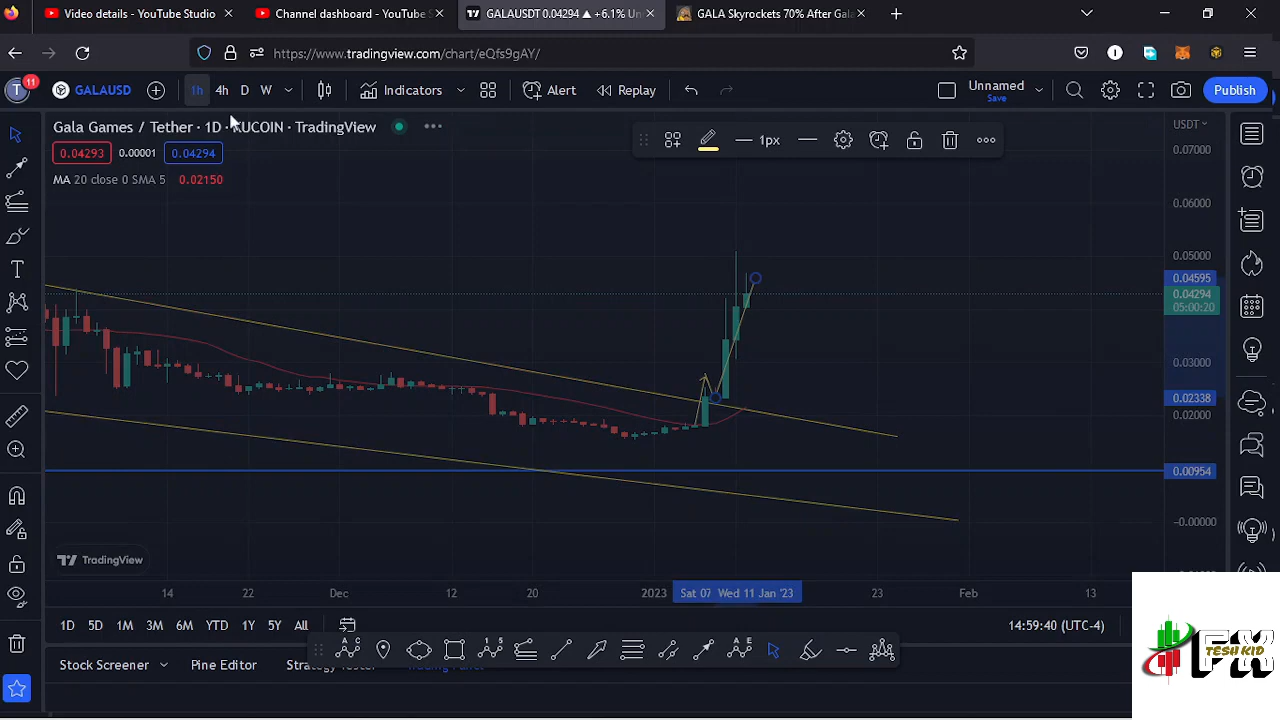 Video details - YouTube Studio
Channel dashboard - YouTube S
GALAUSDT 0.04294 ▲ +6.1% Un
GALA Skyrockets 70% After Gala
https://www.tradingview.com/chart/eQfs9gAY/
T
11
GALAUSD
1h
4h
D
W
Indicators
Alert
Replay
Unnamed
Save
Publish
Gala Games / Tether · 1D · KUCOIN · TradingView
0.04293
0.00001
0.04294
MA 20 close 0 SMA 5
0.02150
1px
USDT
0.07000
0.06000
0.05000
0.04595
0.04294
05:00:20
0.03000
0.02338
0.02000
0.00954
−0.00000
TradingView
14
22
Dec
12
20
2023
Sat 07
Wed 11 Jan '23
23
Feb
13
1D
5D
1M
3M
6M
YTD
1Y
5Y
All
14:59:40 (UTC-4)
Stock Screener
Pine Editor
FX
TESH KID